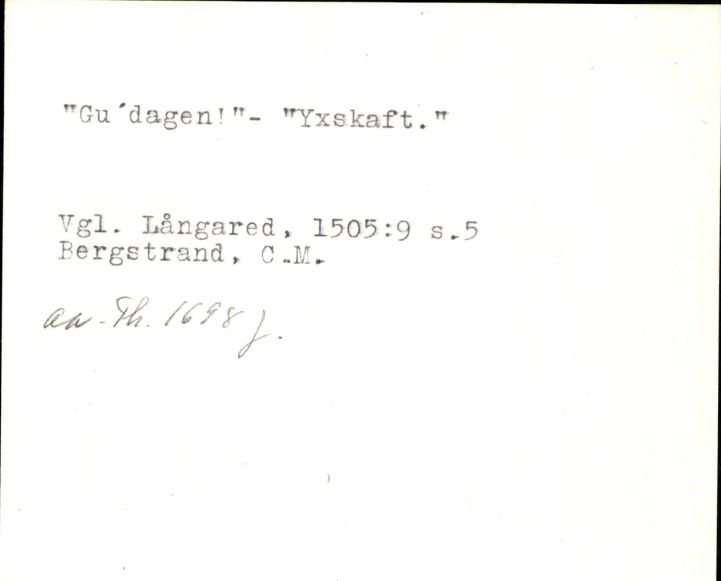 "Gu´dagen!"- "Yxskaft."
Vgl. Långared, 1505:9 s.5
Bergstrand, C.M.
aa-Th. 1698 J.